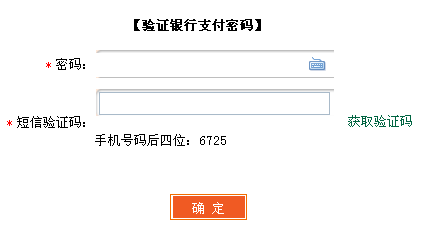 【验证银行支付密码】
* 密码：
* 短信验证码： 获取验证码
手机号码后四位：6725
确 定